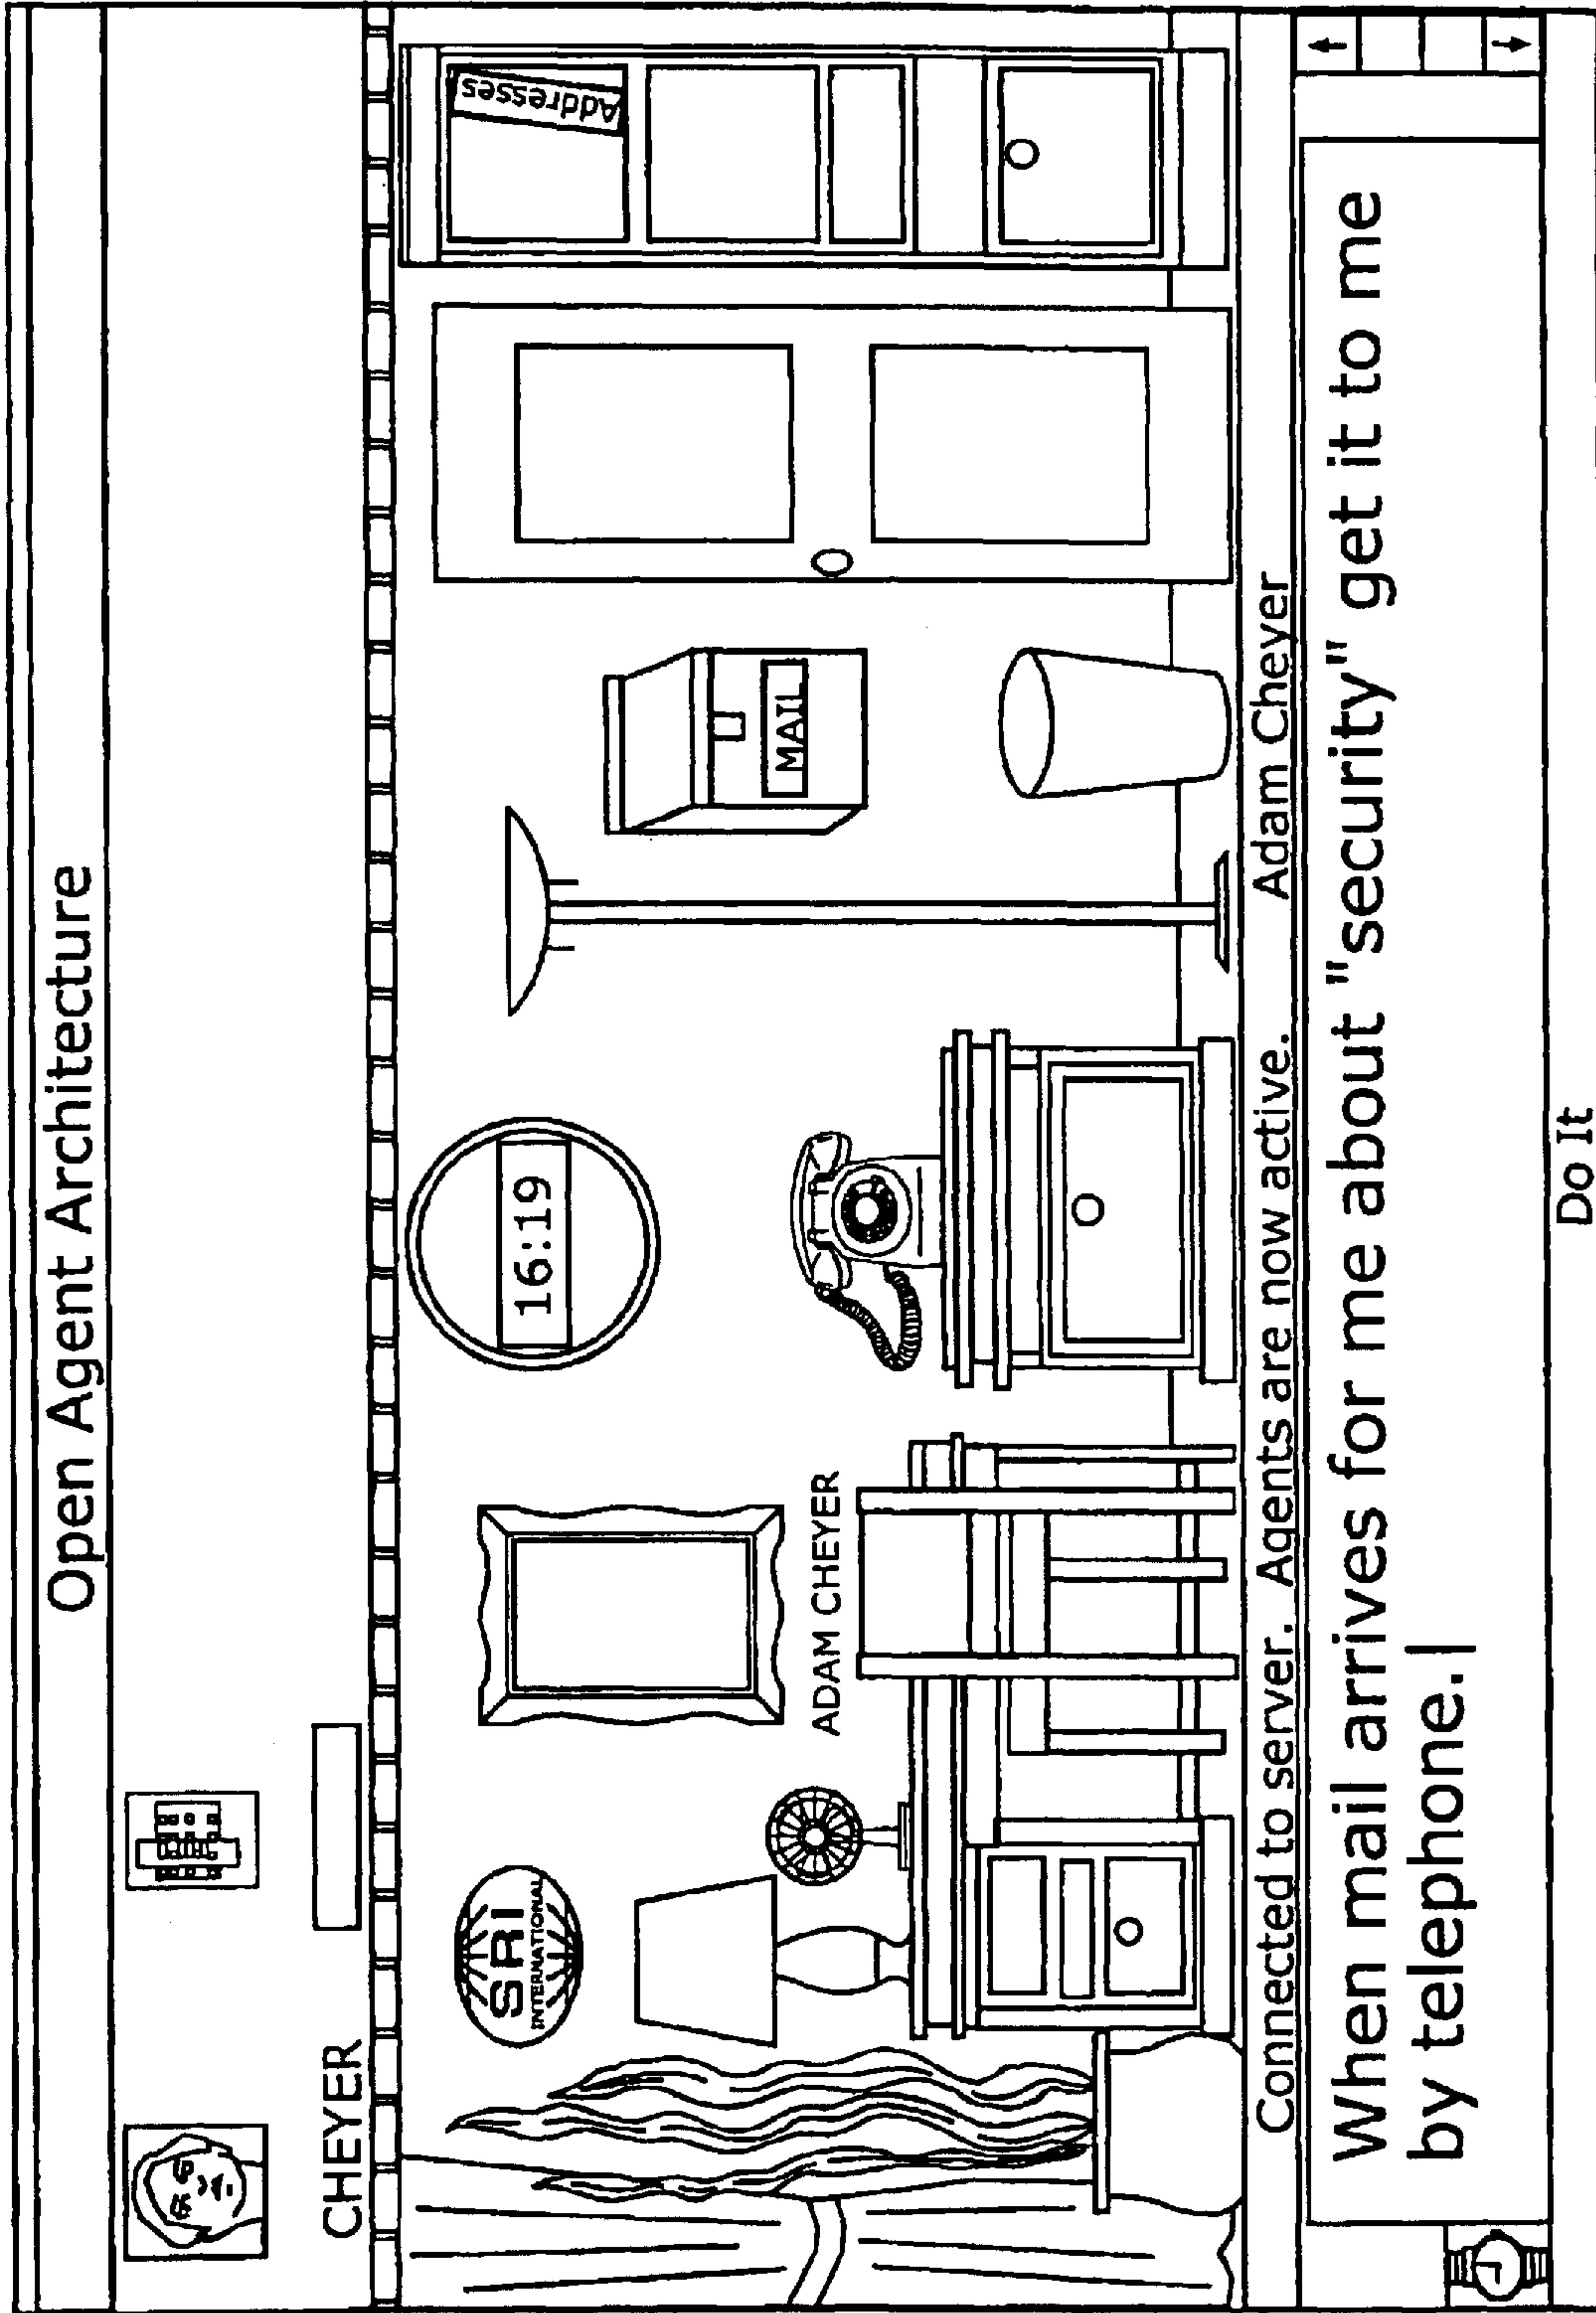 Open Agent Architecture
CHEYER
SRI
INTERNATIONAL
ADAM CHEYER
16:19
MAIL
Addresses
Connected to server. Agents are now active. Adam Cheyer
When mail arrives for me about "security" get it to me
by telephone.
Do It